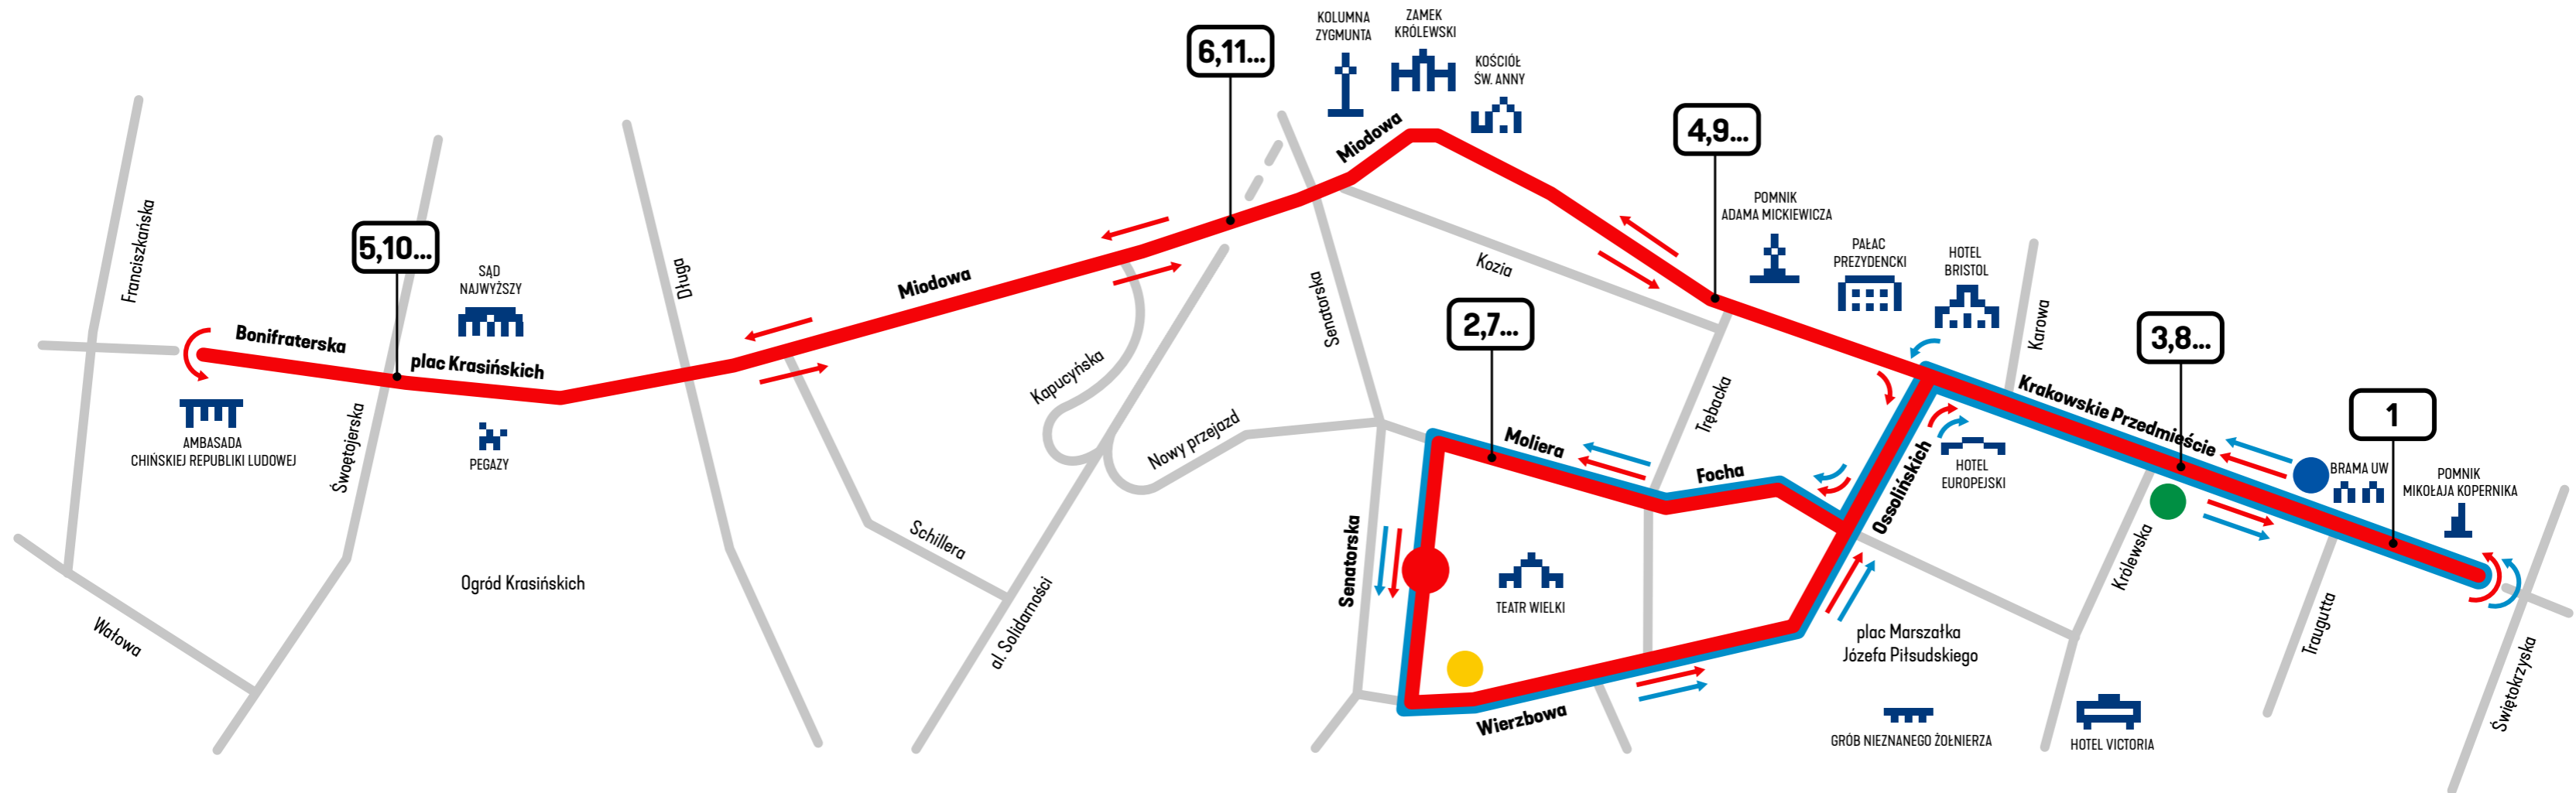 KOLUMNA
ZYGMUNTA
ZAMEK
KRÓLEWSKI
KOŚCIÓŁ
ŚW. ANNY
6,11...
4,9...
Miodowa
POMNIK
ADAMA MICKIEWICZA
PAŁAC
PREZYDENCKI
HOTEL
BRISTOL
Franciszkańska
5,10...
SĄD
NAJWYŻSZY
Długa
Miodowa
Senatorska
Kozia
2,7...
Karowa
3,8...
1
Bonifraterska
plac Krasińskich
Kapucyńska
Trębacka
Krakowskie Przedmieście
AMBASADA
CHIŃSKIEJ REPUBLIKI LUDOWEJ
Śwoętojerska
PEGAZY
Nowy przejazd
Moliera
Focha
Ossolińskich
HOTEL
EUROPEJSKI
BRAMA UW
POMNIK
MIKOŁAJA KOPERNIKA
Schillera
Senatorska
Królewska
Ogród Krasińskich
TEATR WIELKI
Wałowa
al. Solidarności
plac Marszałka
Józefa Piłsudskiego
Traugutta
Świętokrzyska
Wierzbowa
GRÓB NIEZNANEGO ŻOŁNIERZA
HOTEL VICTORIA